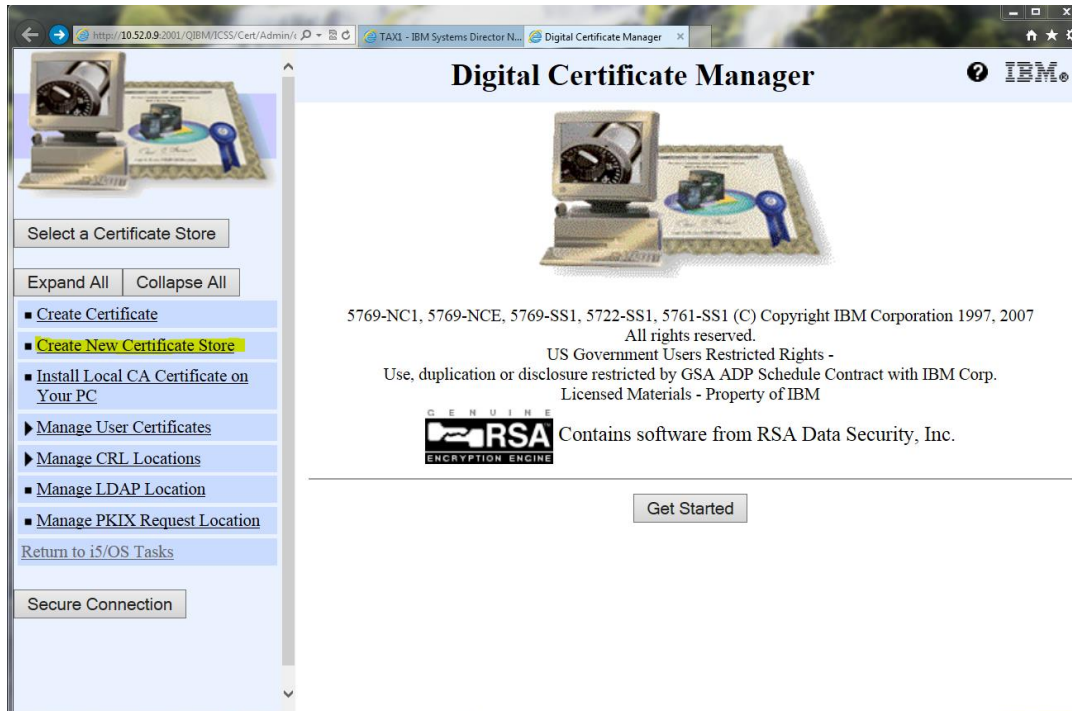 http://10.52.0.9:2001/QIBM/ICSS/Cert/Admin/
TAX1 - IBM Systems Director N...
Digital Certificate Manager
Digital Certificate Manager
IBM®
Select a Certificate Store
Expand All
Collapse All
Create Certificate
Create New Certificate Store
Install Local CA Certificate on
Your PC
Manage User Certificates
Manage CRL Locations
Manage LDAP Location
Manage PKIX Request Location
Return to i5/OS Tasks
Secure Connection
5769-NC1, 5769-NCE, 5769-SS1, 5722-SS1, 5761-SS1 (C) Copyright IBM Corporation 1997, 2007
All rights reserved.
US Government Users Restricted Rights -
Use, duplication or disclosure restricted by GSA ADP Schedule Contract with IBM Corp.
Licensed Materials - Property of IBM
GENUINE
RSA
ENCRYPTION ENGINE
Contains software from RSA Data Security, Inc.
Get Started